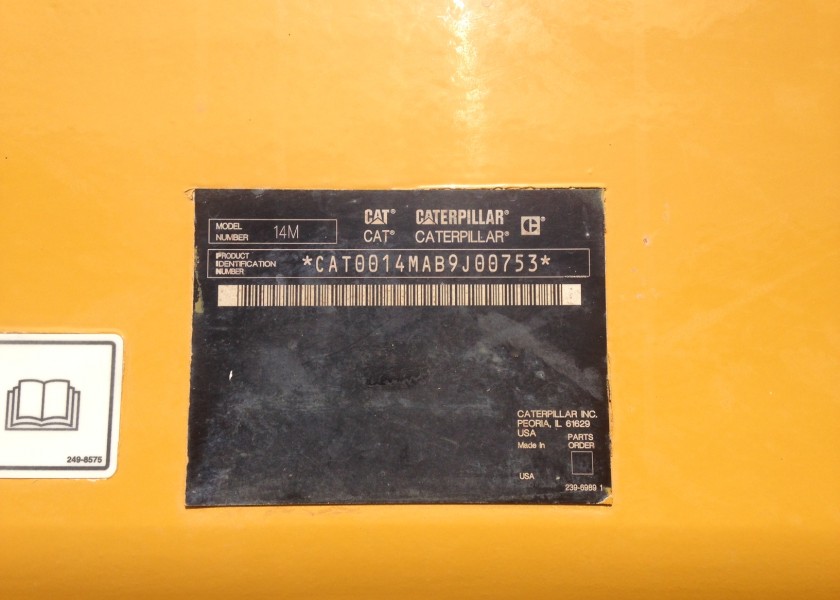 MODEL NUMBER 14M
CAT® CATERPILLAR®
CAT® CATERPILLAR®
PRODUCT IDENTIFICATION NUMBER *CAT0014MAB9J00753*
CATERPILLAR INC.
PEORIA, IL 61629
USA
Made In
PARTS ORDER
USA
239-6989 1
249-8575